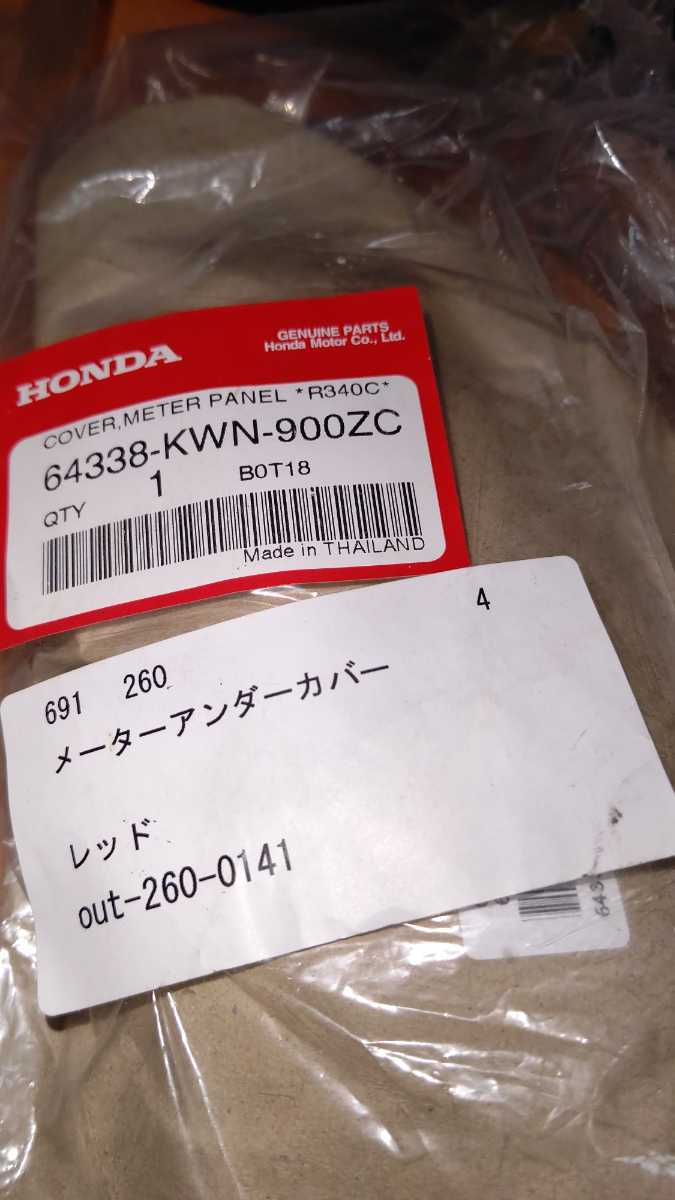 HONDA
GENUINE PARTS
Honda Motor Co., Ltd.
COVER,METER PANEL *R340C*
64338-KWN-900ZC
QTY 1 B0T18
Made in THAILAND
4
691 260
メーターアンダーカバー
レッド
out-260-0141